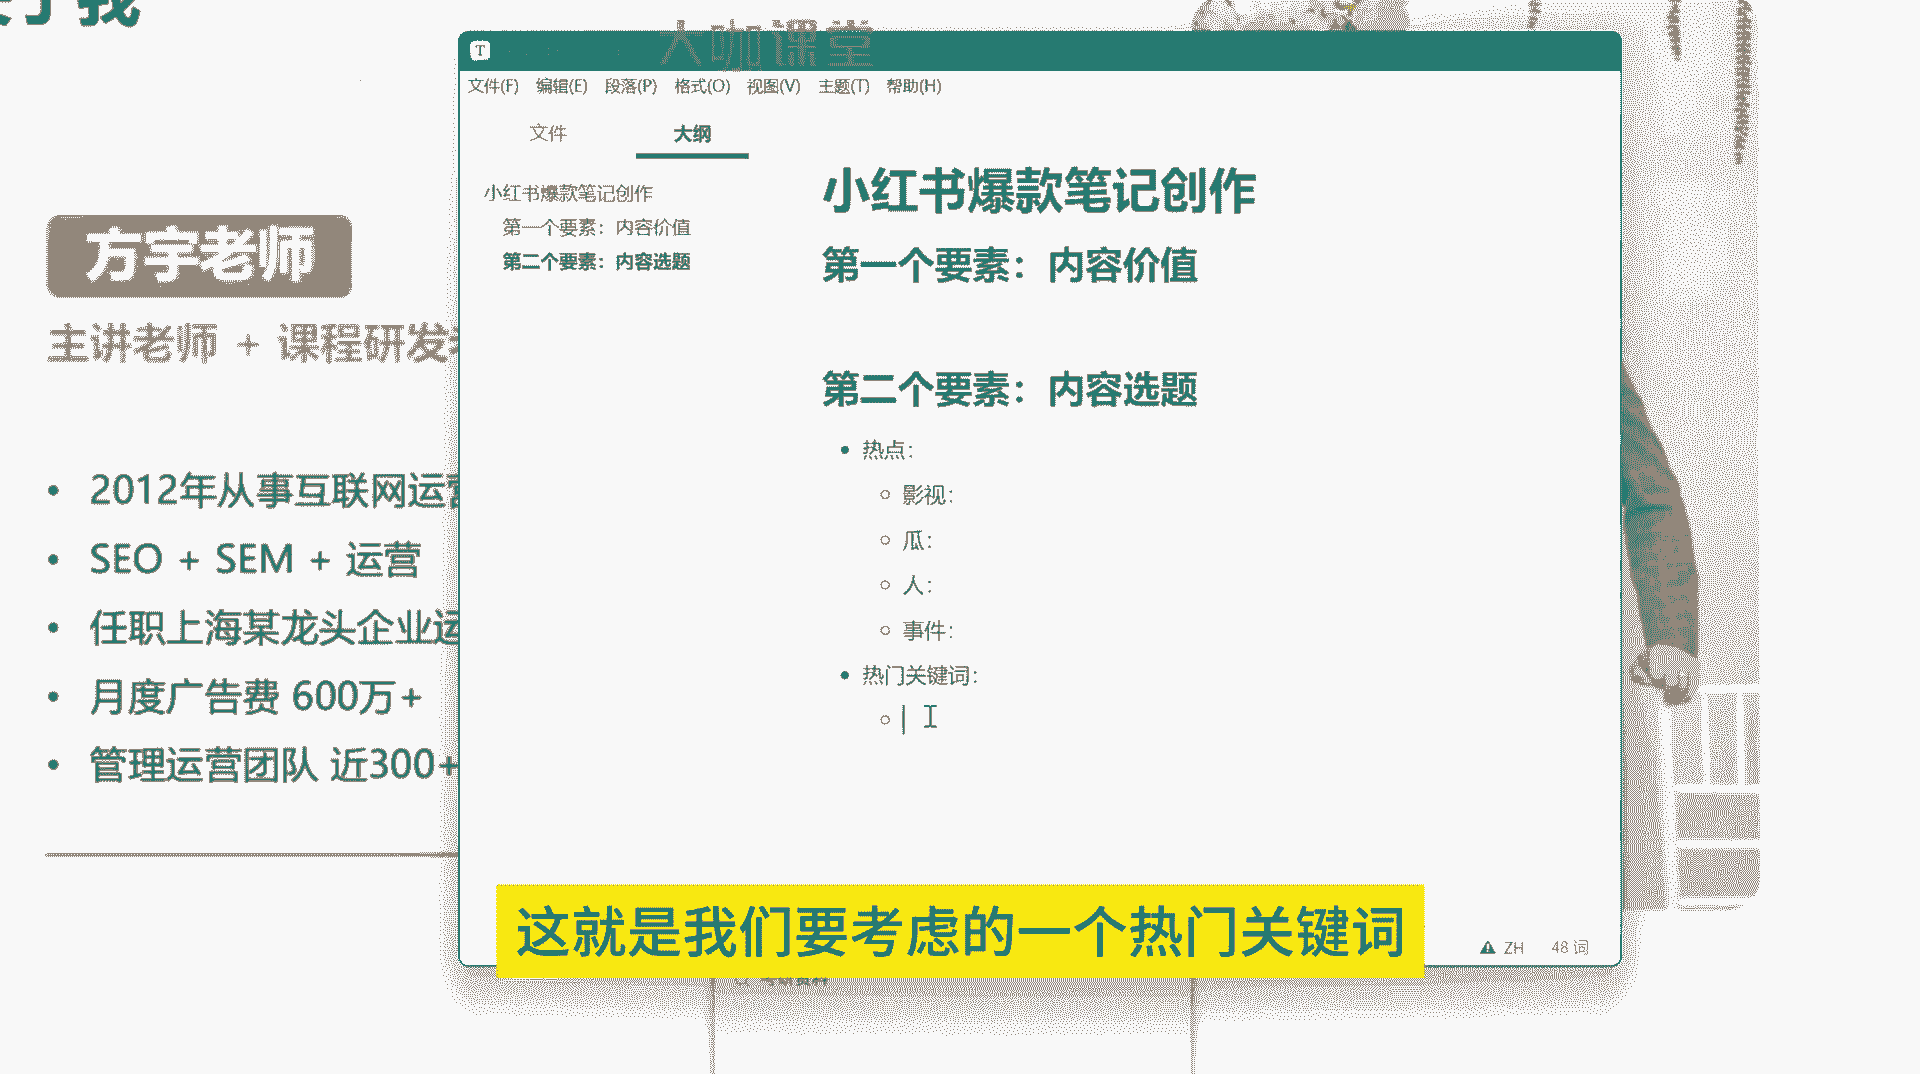 我
大咖课堂
T
文件(F) 编辑(E) 段落(P) 格式(O) 视图(V) 主题(T) 帮助(H)
文件 大纲
小红书爆款笔记创作
第一个要素：内容价值
第二个要素：内容选题
小红书爆款笔记创作
第一个要素：内容价值
第二个要素：内容选题
• 热点：
○ 影视：
○ 瓜：
○ 人：
○ 事件：
• 热门关键词：
○
方宇老师
主讲老师 + 课程研发
• 2012年从事互联网运营
• SEO + SEM + 运营
• 任职上海某龙头企业运
• 月度广告费 600万+
• 管理运营团队 近300+
这就是我们要考虑的一个热门关键词
ZH 48 词